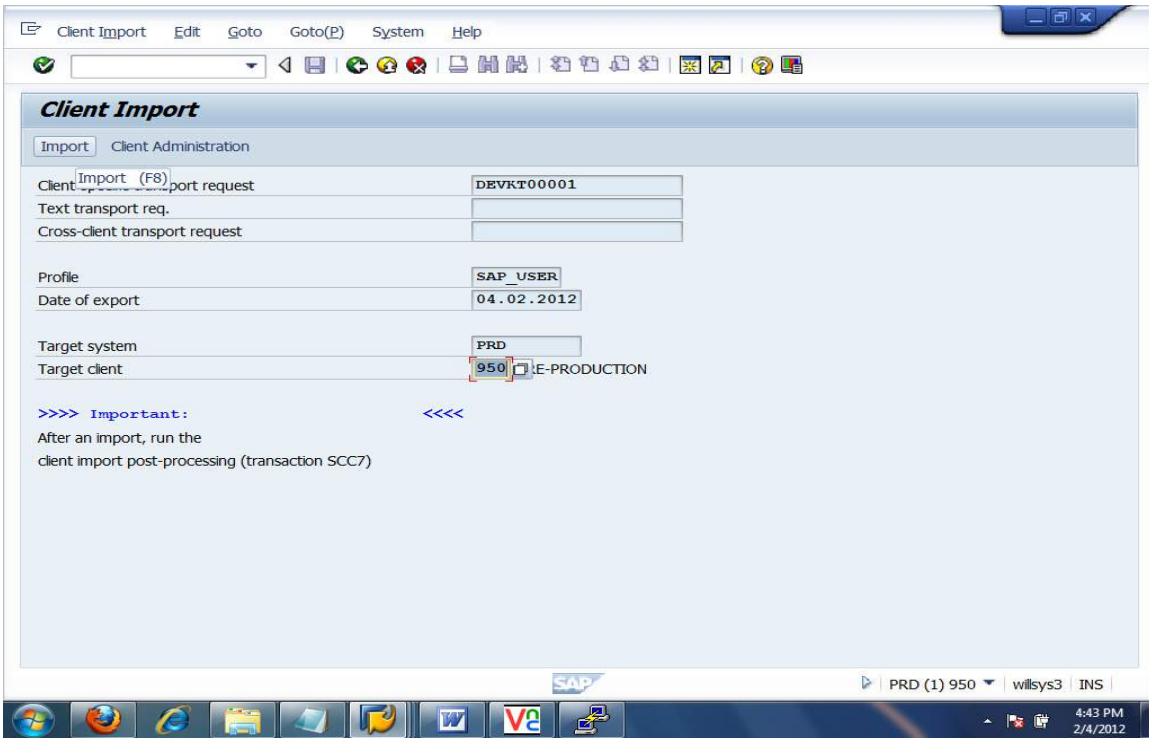 Client Import Edit Goto Goto(P) System Help
Client Import
Import Client Administration
Import (F8)
Client port request DEVKT00001
Text transport req.
Cross-client transport request
Profile SAP_USER
Date of export 04.02.2012
Target system PRD
Target client 950 E-PRODUCTION
>>>> Important: <<<<
After an import, run the
client import post-processing (transaction SCC7)
SAP PRD (1) 950 willsys3 INS
4:43 PM
2/4/2012